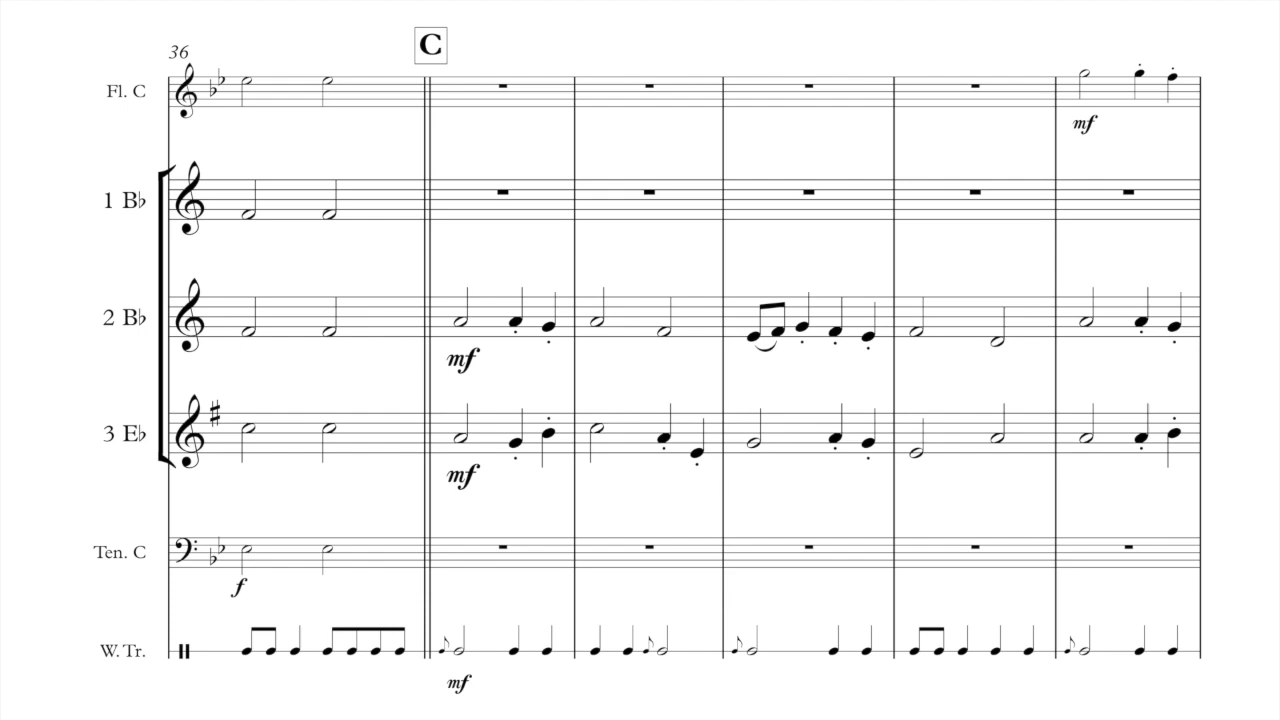 C
36
Fl. C
mf
1 B♭
2 B♭
mf
3 E♭
mf
Ten. C
f
W. Tr.
mf